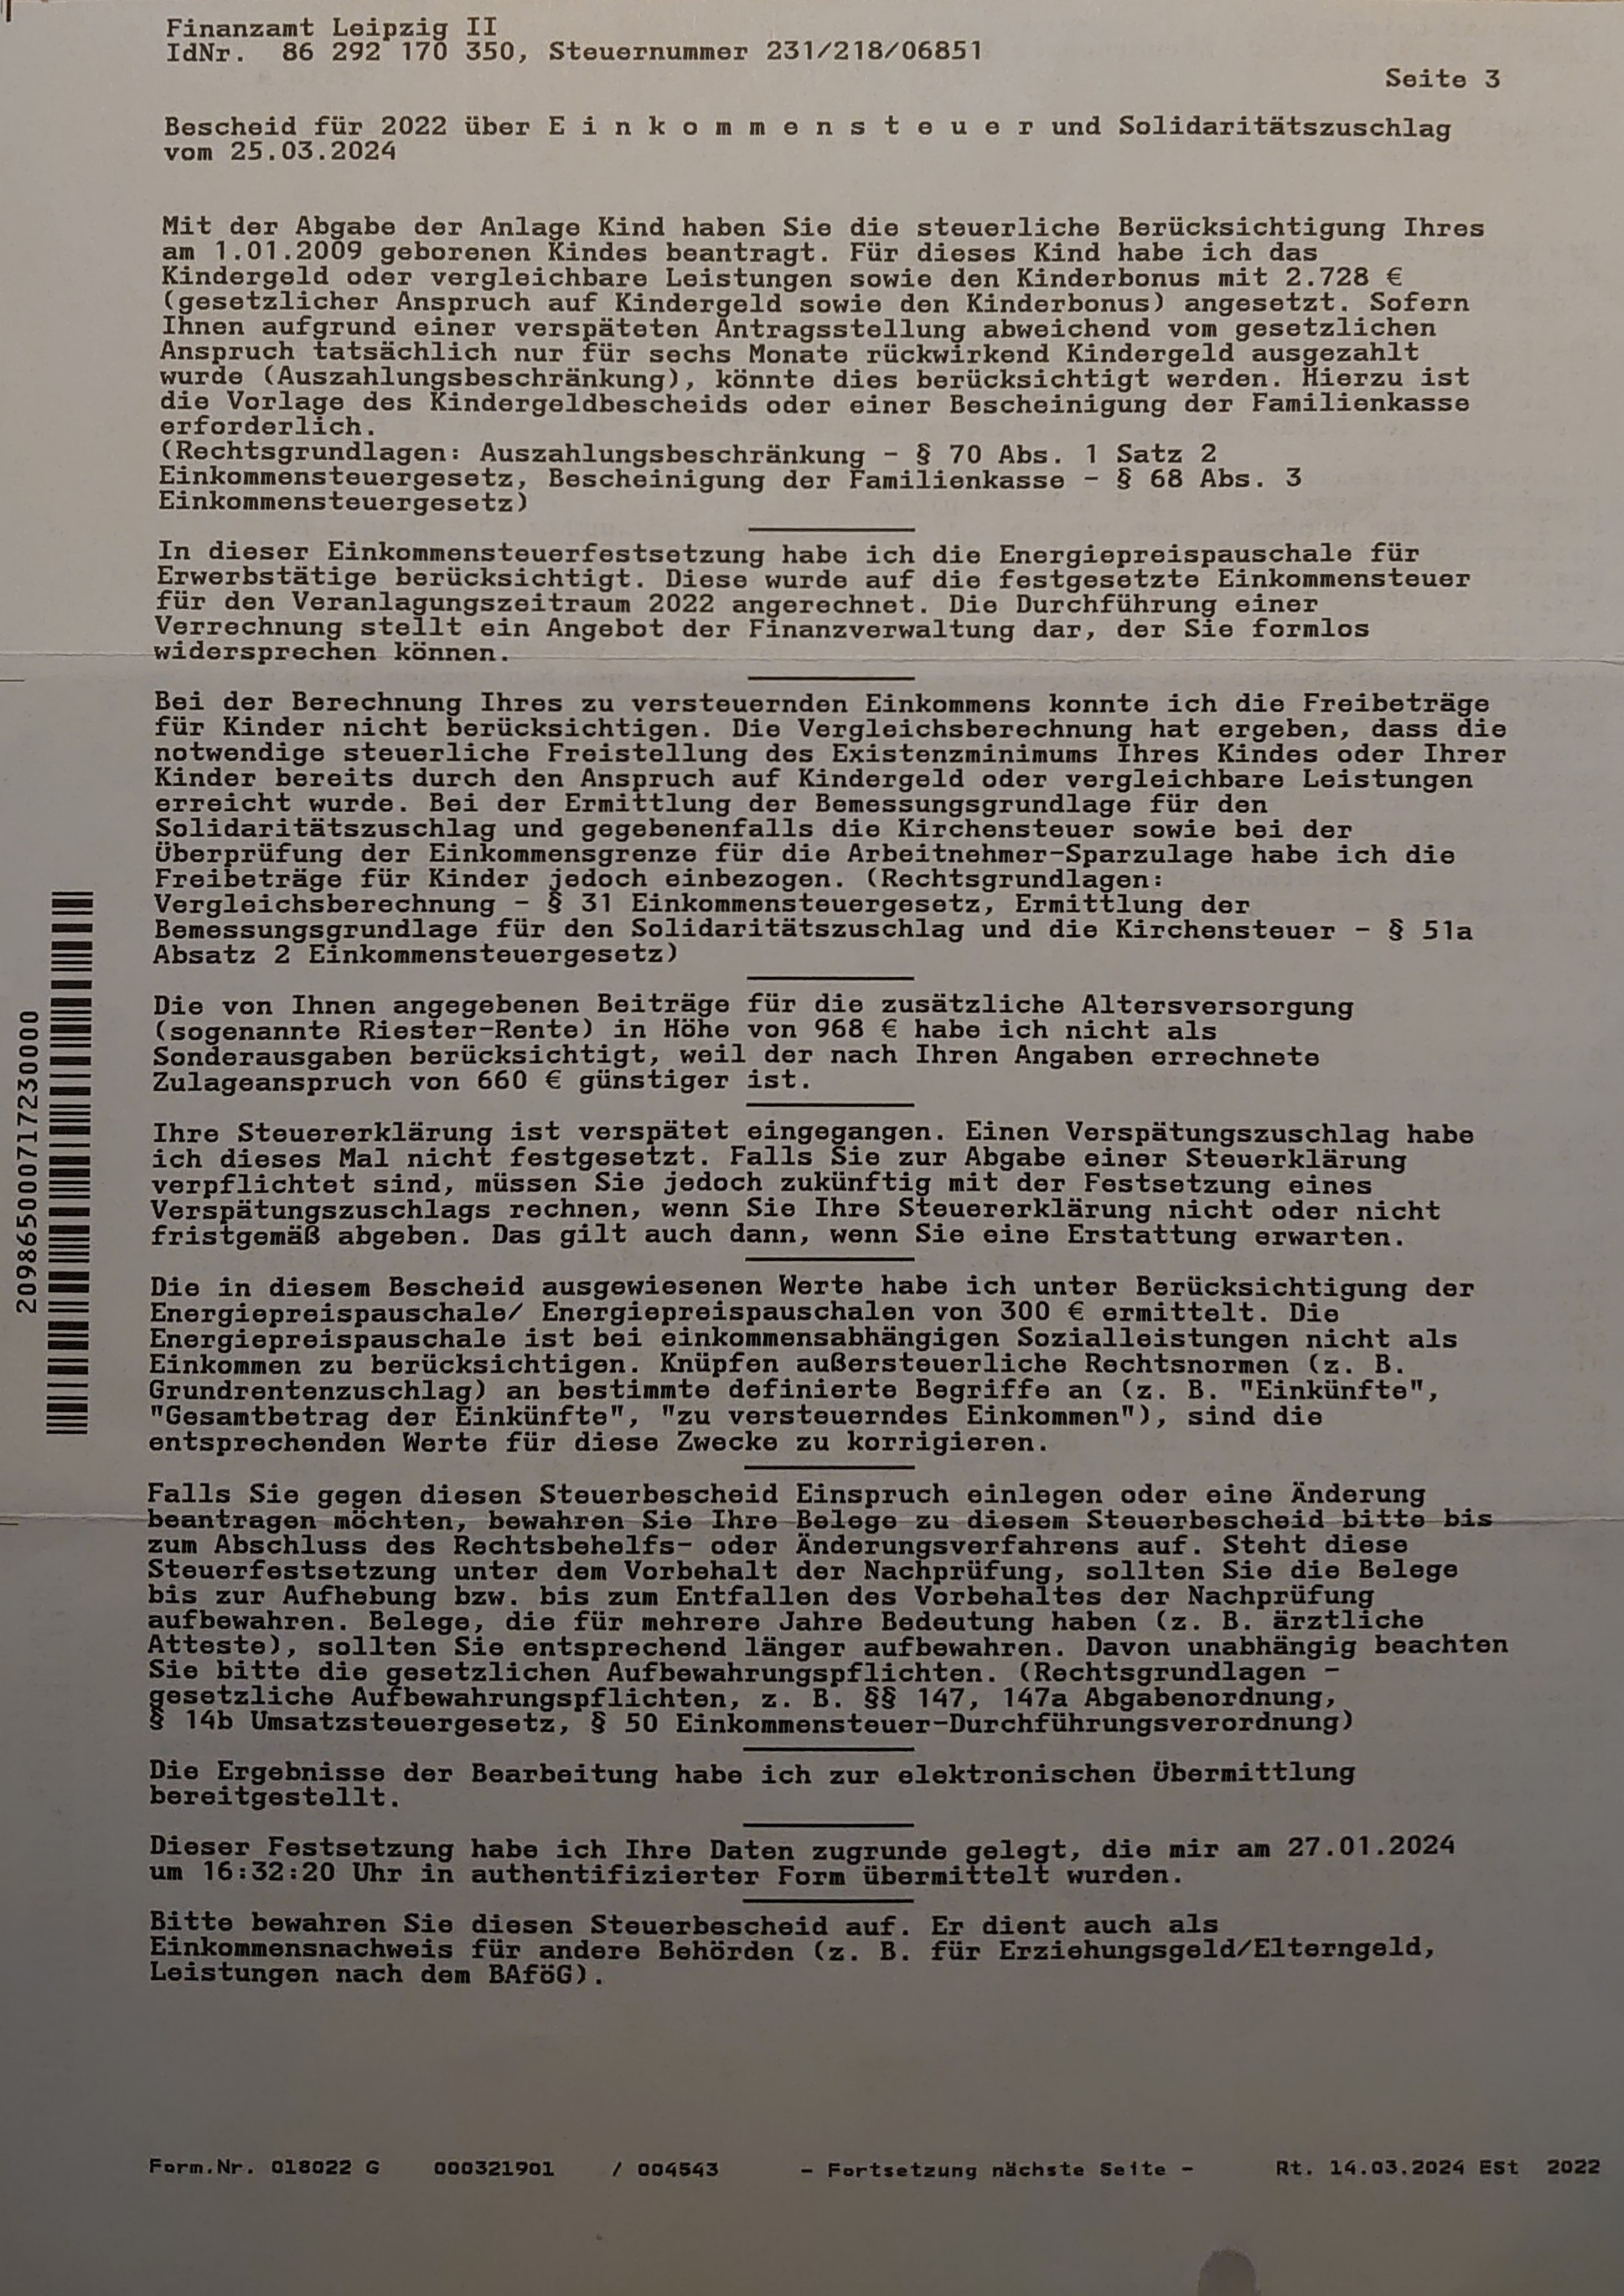 Finanzamt Leipzig II
IdNr. 86 292 170 350, Steuernummer 231/218/06851
Seite 3
Bescheid für 2022 über E i n k o m m e n s t e u e r und Solidaritätszuschlag
vom 25.03.2024
Mit der Abgabe der Anlage Kind haben Sie die steuerliche Berücksichtigung Ihres
am 1.01.2009 geborenen Kindes beantragt. Für dieses Kind habe ich das
Kindergeld oder vergleichbare Leistungen sowie den Kinderbonus mit 2.728 €
(gesetzlicher Anspruch auf Kindergeld sowie den Kinderbonus) angesetzt. Sofern
Ihnen aufgrund einer verspäteten Antragsstellung abweichend vom gesetzlichen
Anspruch tatsächlich nur für sechs Monate rückwirkend Kindergeld ausgezahlt
wurde (Auszahlungsbeschränkung), könnte dies berücksichtigt werden. Hierzu ist
die Vorlage des Kindergeldbescheids oder einer Bescheinigung der Familienkasse
erforderlich.
(Rechtsgrundlagen: Auszahlungsbeschränkung - § 70 Abs. 1 Satz 2
Einkommensteuergesetz, Bescheinigung der Familienkasse - § 68 Abs. 3
Einkommensteuergesetz)
In dieser Einkommensteuerfestsetzung habe ich die Energiepreispauschale für
Erwerbstätige berücksichtigt. Diese wurde auf die festgesetzte Einkommensteuer
für den Veranlagungszeitraum 2022 angerechnet. Die Durchführung einer
Verrechnung stellt ein Angebot der Finanzverwaltung dar, der Sie formlos
widersprechen können.
Bei der Berechnung Ihres zu versteuernden Einkommens konnte ich die Freibeträge
für Kinder nicht berücksichtigen. Die Vergleichsberechnung hat ergeben, dass die
notwendige steuerliche Freistellung des Existenzminimums Ihres Kindes oder Ihrer
Kinder bereits durch den Anspruch auf Kindergeld oder vergleichbare Leistungen
erreicht wurde. Bei der Ermittlung der Bemessungsgrundlage für den
Solidaritätszuschlag und gegebenenfalls die Kirchensteuer sowie bei der
Überprüfung der Einkommensgrenze für die Arbeitnehmer-Sparzulage habe ich die
Freibeträge für Kinder jedoch einbezogen. (Rechtsgrundlagen:
Vergleichsberechnung - § 31 Einkommensteuergesetz, Ermittlung der
Bemessungsgrundlage für den Solidaritätszuschlag und die Kirchensteuer - § 51a
Absatz 2 Einkommensteuergesetz)
Die von Ihnen angegebenen Beiträge für die zusätzliche Altersversorgung
(sogenannte Riester-Rente) in Höhe von 968 € habe ich nicht als
Sonderausgaben berücksichtigt, weil der nach Ihren Angaben errechnete
Zulageanspruch von 660 € günstiger ist.
Ihre Steuererklärung ist verspätet eingegangen. Einen Verspätungszuschlag habe
ich dieses Mal nicht festgesetzt. Falls Sie zur Abgabe einer Steuerklärung
verpflichtet sind, müssen Sie jedoch zukünftig mit der Festsetzung eines
Verspätungszuschlags rechnen, wenn Sie Ihre Steuererklärung nicht oder nicht
fristgemäß abgeben. Das gilt auch dann, wenn Sie eine Erstattung erwarten.
Die in diesem Bescheid ausgewiesenen Werte habe ich unter Berücksichtigung der
Energiepreispauschale/ Energiepreispauschalen von 300 € ermittelt. Die
Energiepreispauschale ist bei einkommensabhängigen Sozialleistungen nicht als
Einkommen zu berücksichtigen. Knüpfen außersteuerliche Rechtsnormen (z. B.
Grundrentenzuschlag) an bestimmte definierte Begriffe an (z. B. "Einkünfte",
"Gesamtbetrag der Einkünfte", "zu versteuerndes Einkommen"), sind die
entsprechenden Werte für diese Zwecke zu korrigieren.
Falls Sie gegen diesen Steuerbescheid Einspruch einlegen oder eine Änderung
beantragen möchten, bewahren Sie Ihre Belege zu diesem Steuerbescheid bitte bis
zum Abschluss des Rechtsbehelfs- oder Änderungsverfahrens auf. Steht diese
Steuerfestsetzung unter dem Vorbehalt der Nachprüfung, sollten Sie die Belege
bis zur Aufhebung bzw. bis zum Entfallen des Vorbehaltes der Nachprüfung
aufbewahren. Belege, die für mehrere Jahre Bedeutung haben (z. B. ärztliche
Atteste), sollten Sie entsprechend länger aufbewahren. Davon unabhängig beachten
Sie bitte die gesetzlichen Aufbewahrungspflichten. (Rechtsgrundlagen -
gesetzliche Aufbewahrungspflichten, z. B. §§ 147, 147a Abgabenordnung,
§ 14b Umsatzsteuergesetz, § 50 Einkommensteuer-Durchführungsverordnung)
Die Ergebnisse der Bearbeitung habe ich zur elektronischen Übermittlung
bereitgestellt.
Dieser Festsetzung habe ich Ihre Daten zugrunde gelegt, die mir am 27.01.2024
um 16:32:20 Uhr in authentifizierter Form übermittelt wurden.
Bitte bewahren Sie diesen Steuerbescheid auf. Er dient auch als
Einkommensnachweis für andere Behörden (z. B. für Erziehungsgeld/Elterngeld,
Leistungen nach dem BAföG).
20986500071723000​0
Form.Nr. 018022 G 000321901 / 004543 - Fortsetzung nächste Seite - Rt. 14.03.2024 ESt 2022